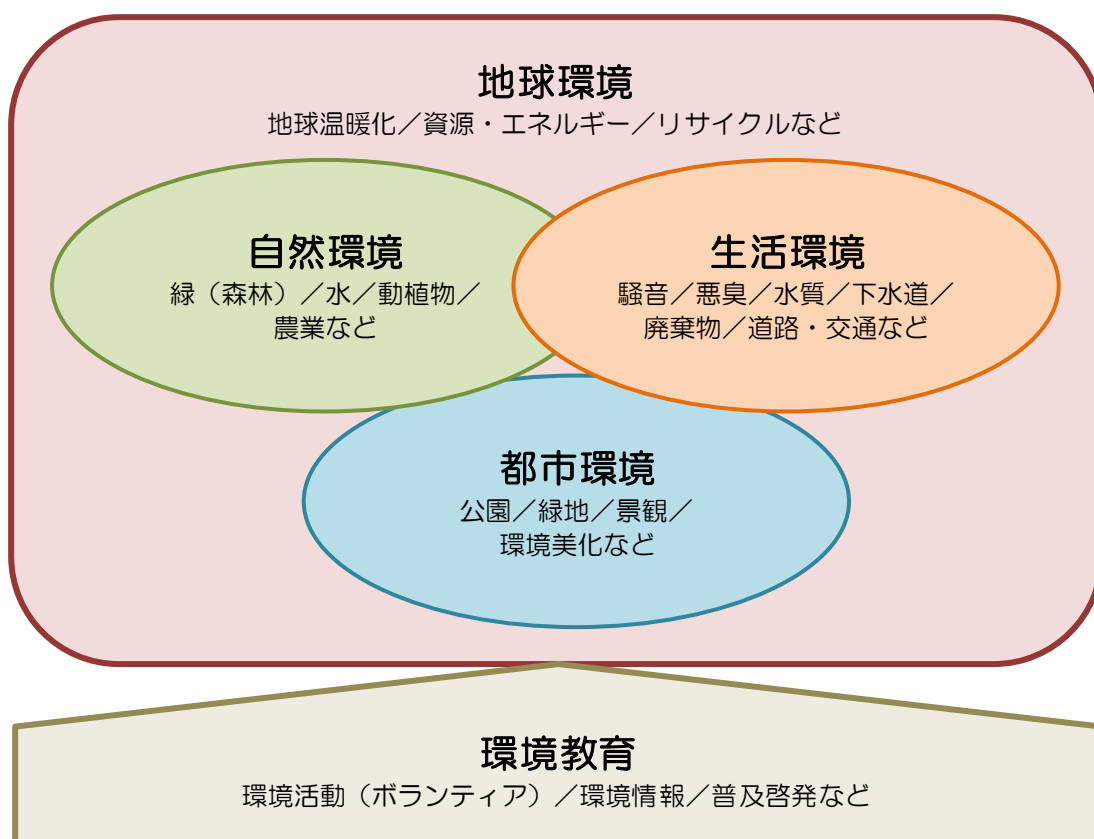 地球環境
地球温暖化／資源・エネルギー／リサイクルなど
自然環境
緑（森林）／水／動植物／
農業など
生活環境
騒音／悪臭／水質／下水道／
廃棄物／道路・交通など
都市環境
公園／緑地／景観／
環境美化など
環境教育
環境活動（ボランティア）／環境情報／普及啓発など